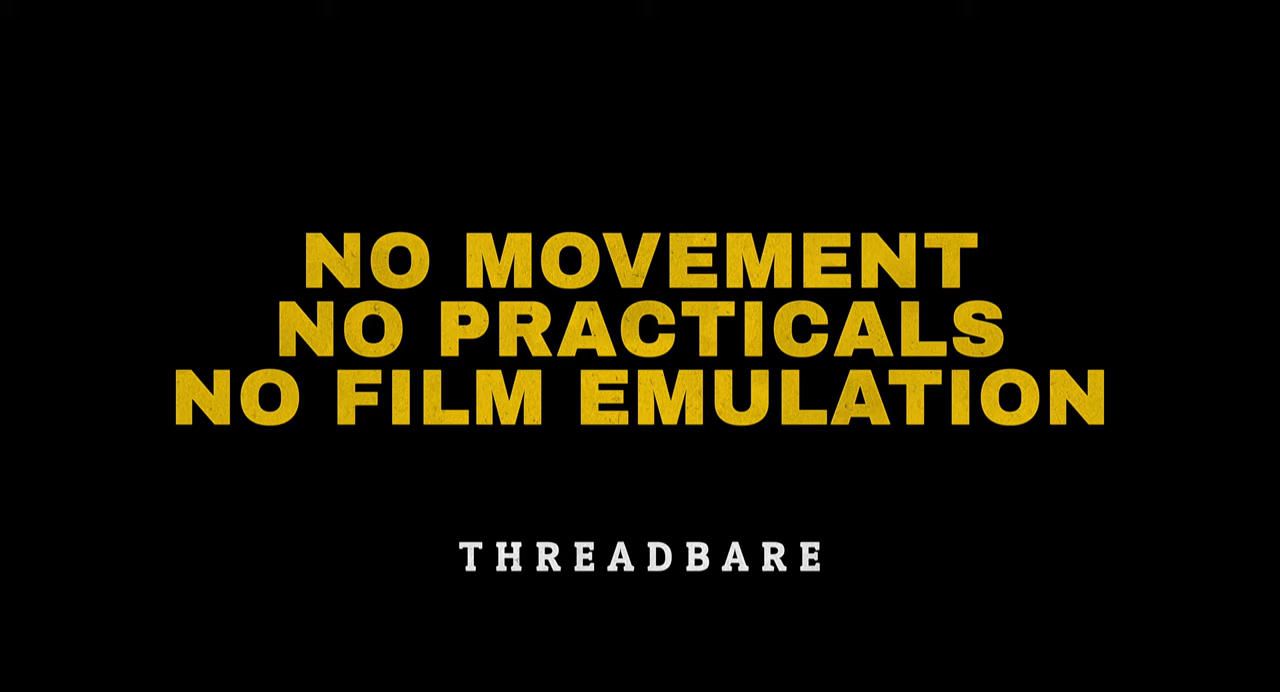 NO MOVEMENT
NO PRACTICALS
NO FILM EMULATION
THREADBARE